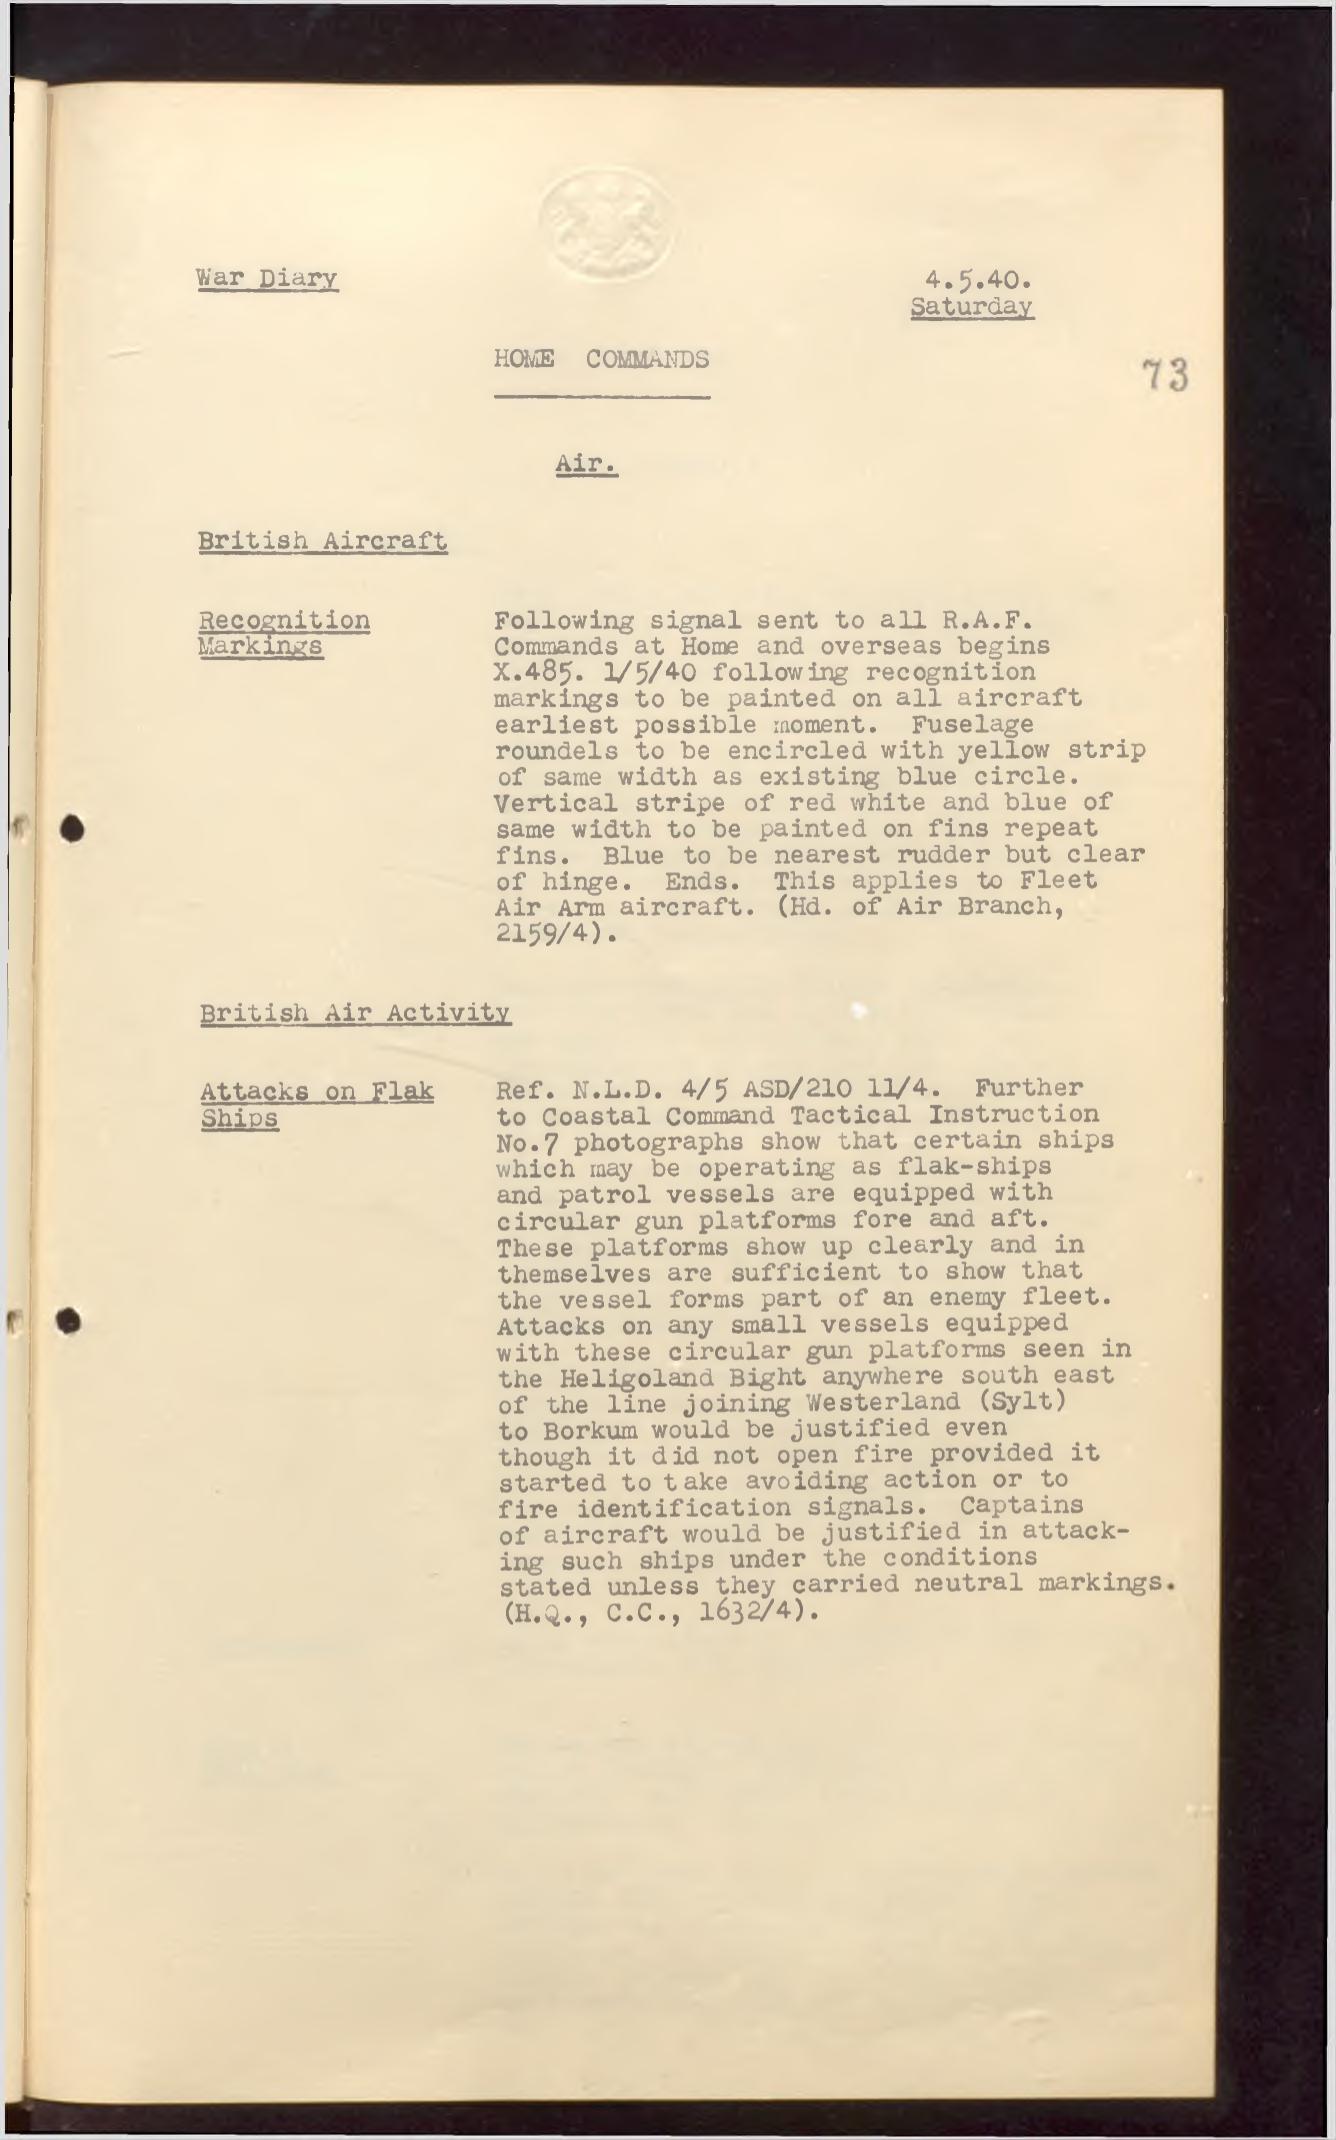 War Diary
4.5.40.
Saturday
HOME COMMANDS
73
Air.
British Aircraft
Recognition
Markings
Following signal sent to all R.A.F.
Commands at Home and overseas begins
X.485. 1/5/40 following recognition
markings to be painted on all aircraft
earliest possible moment. Fuselage
roundels to be encircled with yellow strip
of same width as existing blue circle.
Vertical stripe of red white and blue of
same width to be painted on fins repeat
fins. Blue to be nearest rudder but clear
of hinge. Ends. This applies to Fleet
Air Arm aircraft. (Hd. of Air Branch,
2159/4).
British Air Activity
Attacks on Flak
Ships
Ref. N.L.D. 4/5 ASD/210 11/4. Further
to Coastal Command Tactical Instruction
No.7 photographs show that certain ships
which may be operating as flak-ships
and patrol vessels are equipped with
circular gun platforms fore and aft.
These platforms show up clearly and in
themselves are sufficient to show that
the vessel forms part of an enemy fleet.
Attacks on any small vessels equipped
with these circular gun platforms seen in
the Heligoland Bight anywhere south east
of the line joining Westerland (Sylt)
to Borkum would be justified even
though it did not open fire provided it
started to take avoiding action or to
fire identification signals. Captains
of aircraft would be justified in attack-
ing such ships under the conditions
stated unless they carried neutral markings.
(H.Q., C.C., 1632/4).